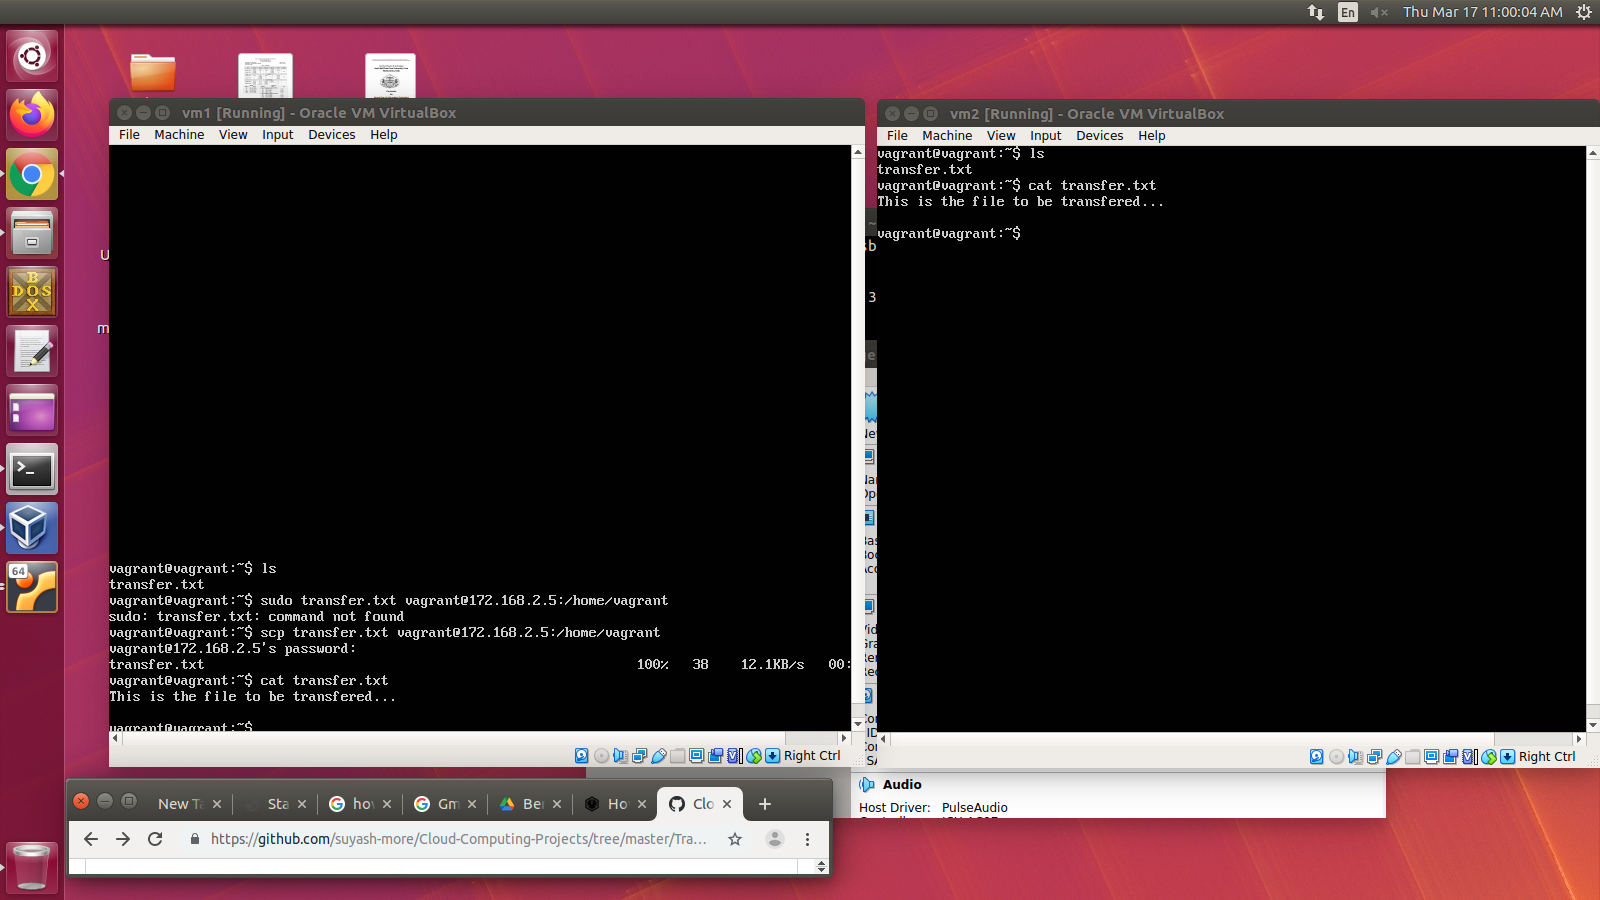 En
Thu Mar 17 11:00:04 AM
vm1 [Running] - Oracle VM VirtualBox
File Machine View Input Devices Help
vagrant@vagrant:~$ ls
transfer.txt
vagrant@vagrant:~$ sudo transfer.txt vagrant@172.168.2.5:/home/vagrant
sudo: transfer.txt: command not found
vagrant@vagrant:~$ scp transfer.txt vagrant@172.168.2.5:/home/vagrant
vagrant@172.168.2.5's password:
transfer.txt 100% 38 12.1KB/s 00:
vagrant@vagrant:~$ cat transfer.txt
This is the file to be transfered...
vagrant@vagrant:~$
Right Ctrl
vm2 [Running] - Oracle VM VirtualBox
File Machine View Input Devices Help
vagrant@vagrant:~$ ls
transfer.txt
vagrant@vagrant:~$ cat transfer.txt
This is the file to be transfered...
vagrant@vagrant:~$
Right Ctrl
DOS
BOX
64
Audio
Host Driver: PulseAudio
New Ta
Sta
how
Gm
Ber
Ho
Clo
https://github.com/suyash-more/Cloud-Computing-Projects/tree/master/Tra...